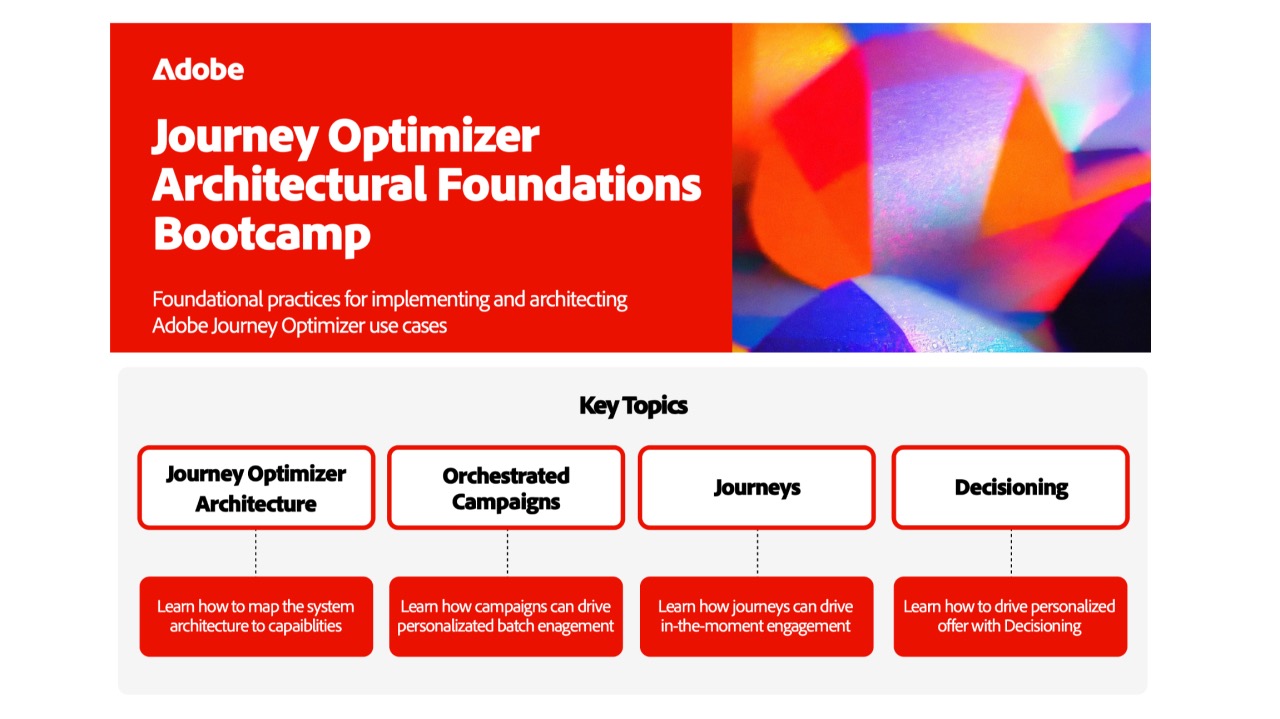 Adobe
Journey Optimizer
Architectural Foundations
Bootcamp
Foundational practices for implementing and architecting
Adobe Journey Optimizer use cases
Key Topics
Journey Optimizer
Architecture
Orchestrated
Campaigns
Journeys
Decisioning
Learn how to map the system
architecture to capaiblities
Learn how campaigns can drive
personalizated batch enagement
Learn how journeys can drive
in-the-moment engagement
Learn how to drive personalized
offer with Decisioning